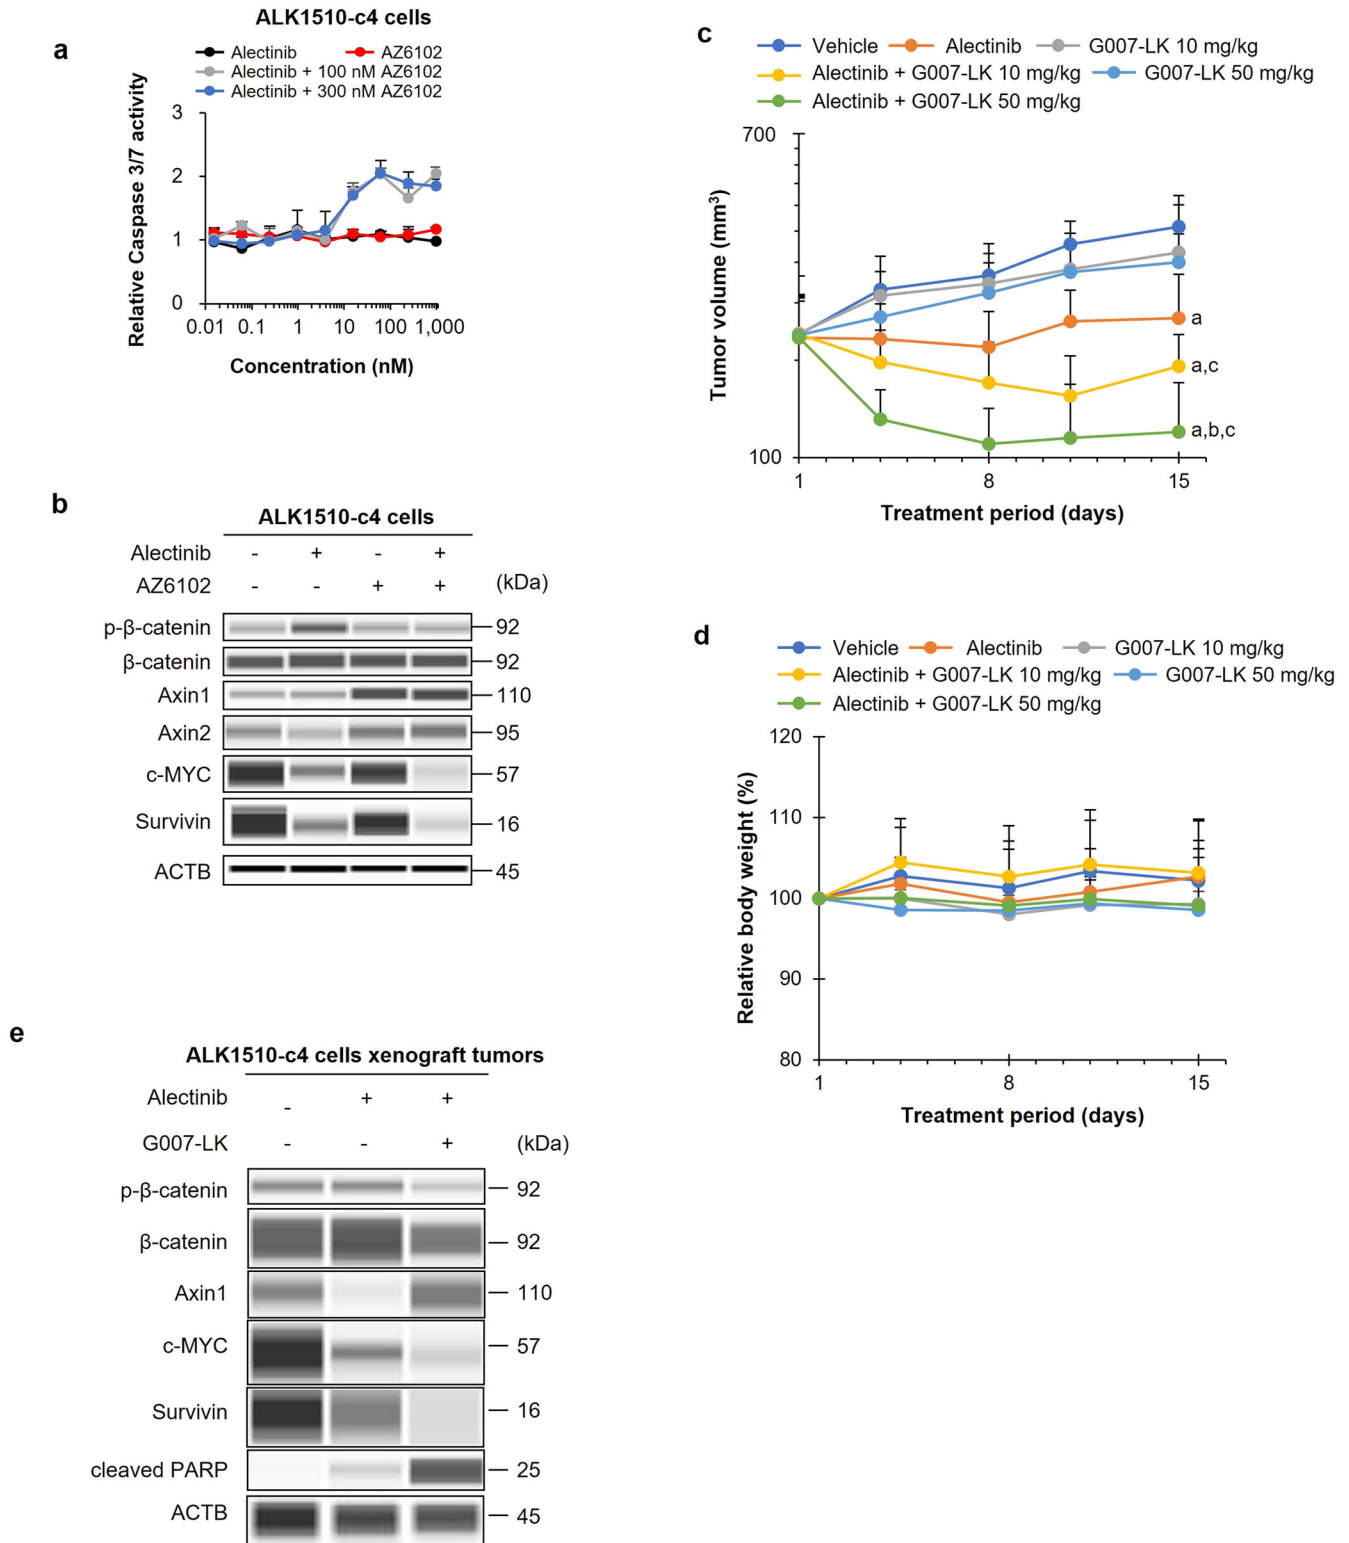 ALK1510-c4 cells
a
Alectinib AZ6102
Alectinib + 100 nM AZ6102
Alectinib + 300 nM AZ6102
Relative Caspase 3/7 activity
3
2
1
0
0.01 0.1 1 10 100 1,000
Concentration (nM)
b
ALK1510-c4 cells
Alectinib - + - +
AZ6102 - - + + (kDa)
p-β-catenin 92
β-catenin 92
Axin1 110
Axin2 95
c-MYC 57
Survivin 16
ACTB 45
c
Vehicle Alectinib G007-LK 10 mg/kg
Alectinib + G007-LK 10 mg/kg G007-LK 50 mg/kg
Alectinib + G007-LK 50 mg/kg
Tumor volume (mm³)
700
a
a,c
a,b,c
100
1 8 15
Treatment period (days)
d
Vehicle Alectinib G007-LK 10 mg/kg
Alectinib + G007-LK 10 mg/kg G007-LK 50 mg/kg
Alectinib + G007-LK 50 mg/kg
Relative body weight (%)
120
110
100
90
80
1 8 15
Treatment period (days)
e
ALK1510-c4 cells xenograft tumors
Alectinib - + +
G007-LK - - + (kDa)
p-β-catenin 92
β-catenin 92
Axin1 110
c-MYC 57
Survivin 16
cleaved PARP 25
ACTB 45